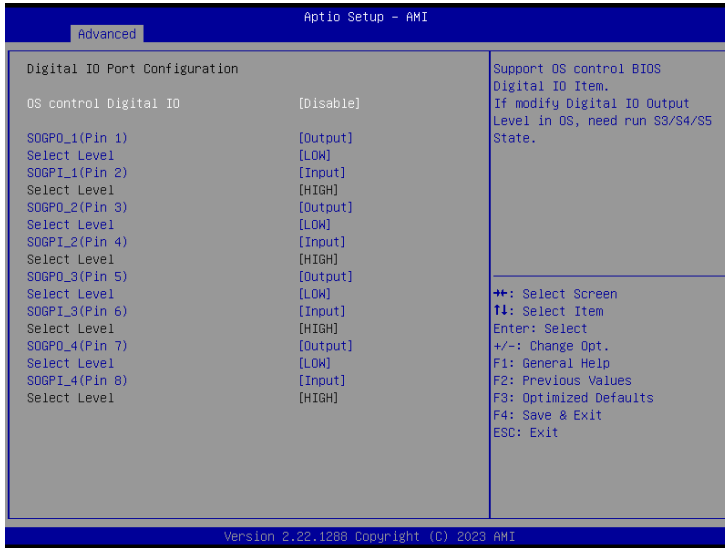 Aptio Setup – AMI
Advanced
Digital IO Port Configuration
OS control Digital IO [Disable]
SOGPO_1(Pin 1) [Output]
Select Level [LOW]
SOGPI_1(Pin 2) [Input]
Select Level [HIGH]
SOGPO_2(Pin 3) [Output]
Select Level [LOW]
SOGPI_2(Pin 4) [Input]
Select Level [HIGH]
SOGPO_3(Pin 5) [Output]
Select Level [LOW]
SOGPI_3(Pin 6) [Input]
Select Level [HIGH]
SOGPO_4(Pin 7) [Output]
Select Level [LOW]
SOGPI_4(Pin 8) [Input]
Select Level [HIGH]
Support OS control BIOS
Digital IO Item.
If modify Digital IO Output
Level in OS, need run S3/S4/S5
State.
→←: Select Screen
↑↓: Select Item
Enter: Select
+/-: Change Opt.
F1: General Help
F2: Previous Values
F3: Optimized Defaults
F4: Save & Exit
ESC: Exit
Version 2.22.1288 Copyright (C) 2023 AMI